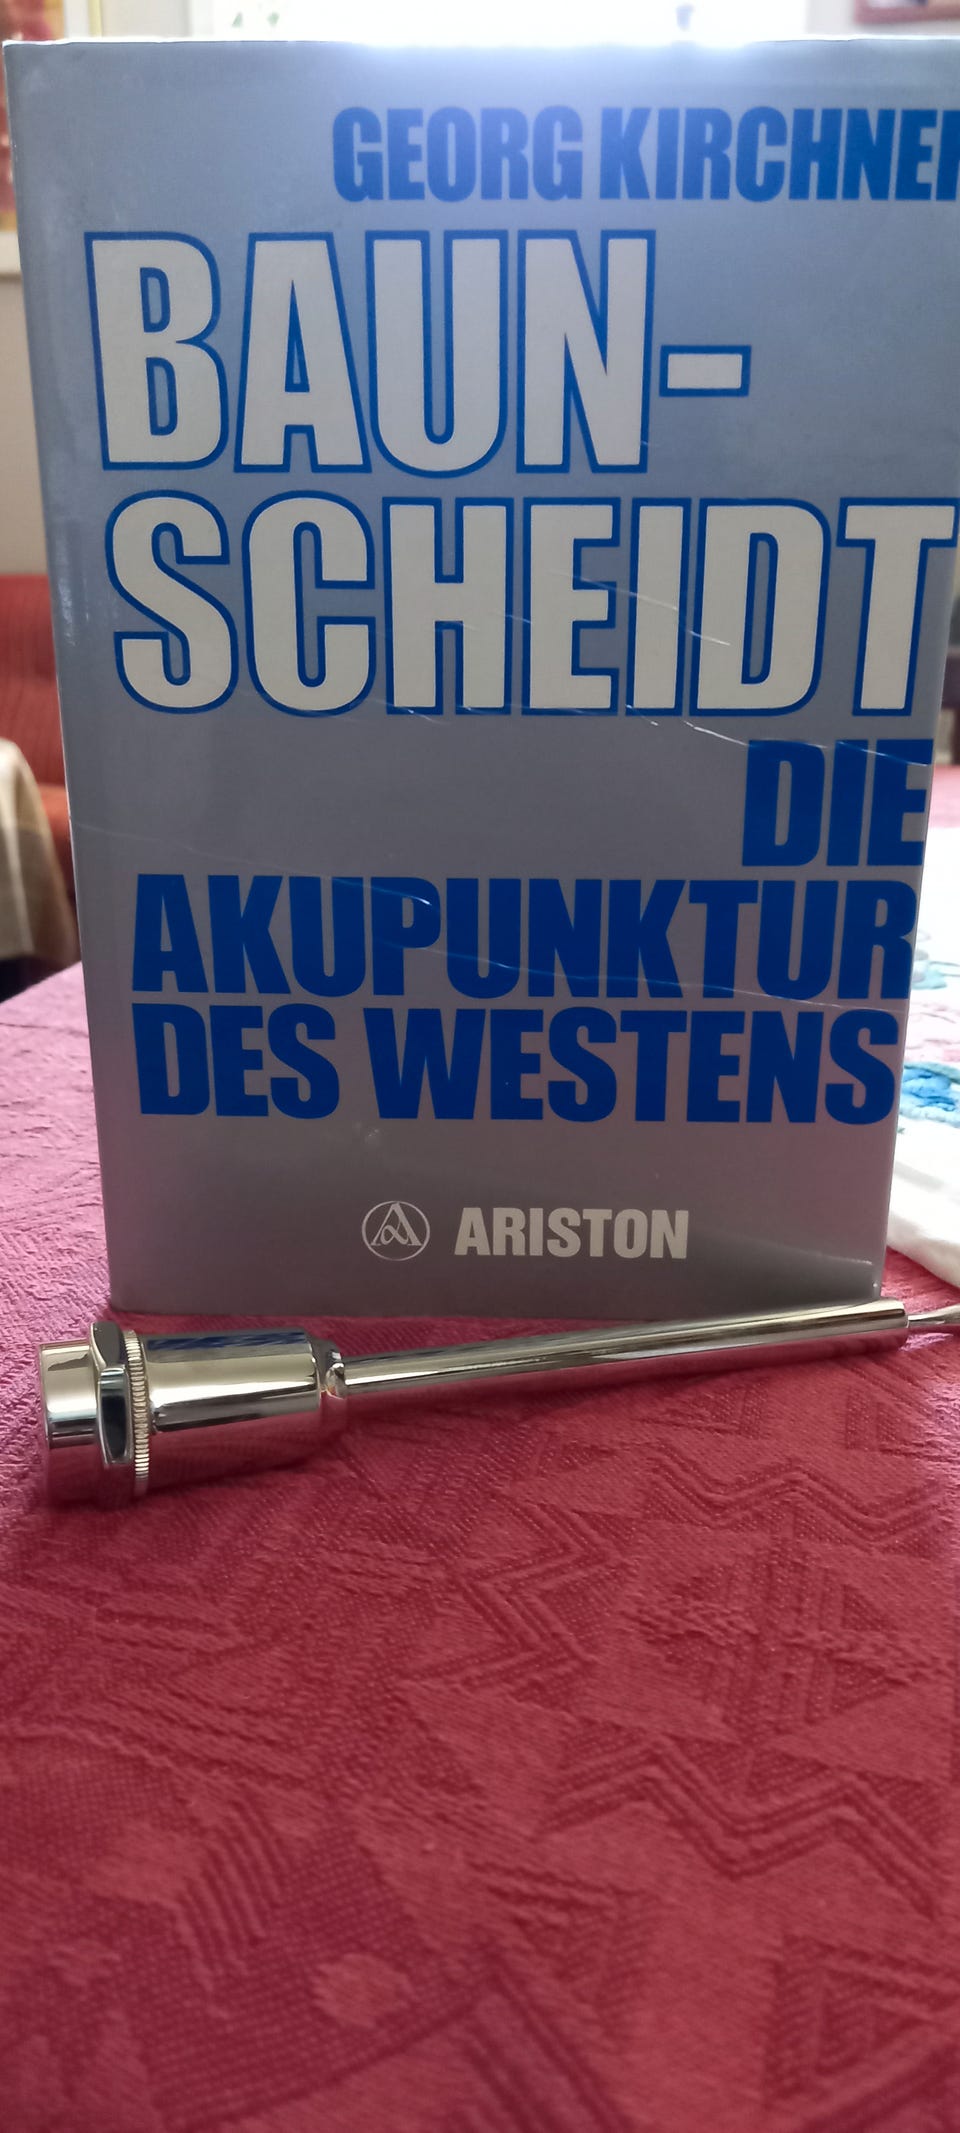 GEORG KIRCHNER
BAUN-
SCHEIDT
DIE
AKUPUNKTUR
DES WESTENS
ARISTON